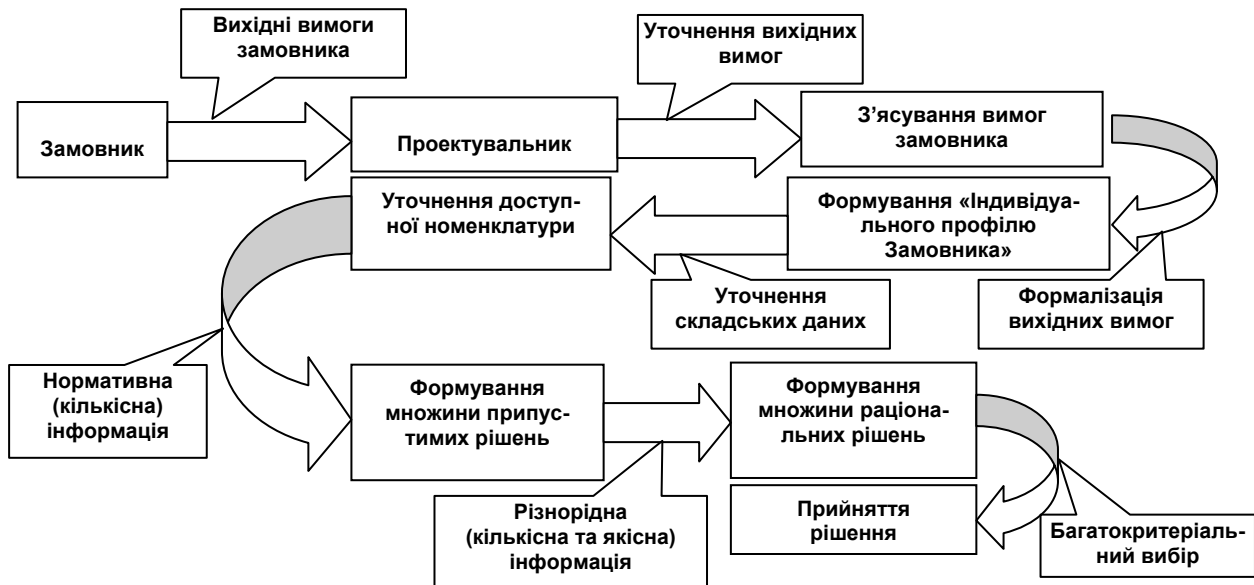 Вихідні вимоги
замовника
Уточнення вихідних
вимог
Замовник
Проектувальник
З’ясування вимог
замовника
Уточнення доступ-
ної номенклатури
Формування «Індивідуа-
льного профілю
Замовника»
Уточнення
складських даних
Формалізація
вихідних вимог
Нормативна
(кількісна)
інформація
Формування
множини припус-
тимих рішень
Формування
множини раціона-
льних рішень
Різнорідна
(кількісна та якісна)
інформація
Прийняття
рішення
Багатокритеріаль-
ний вибір